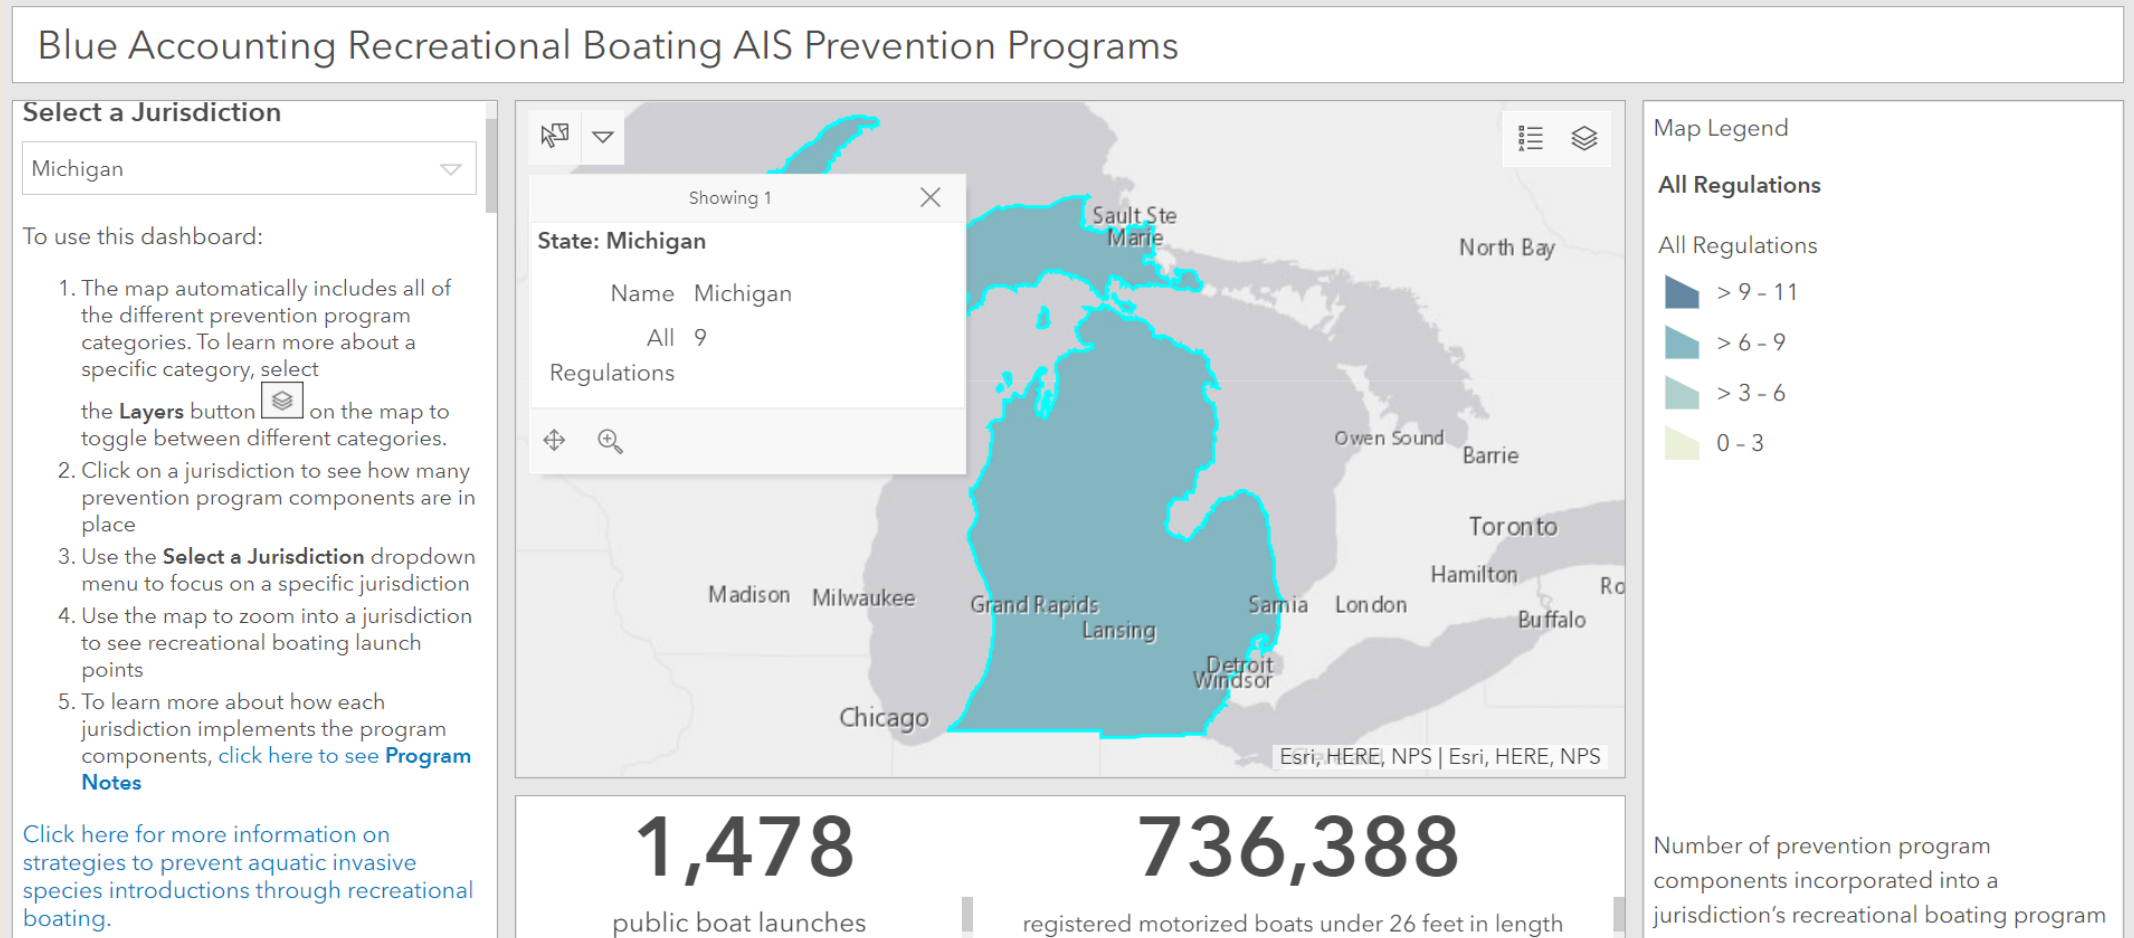 Blue Accounting Recreational Boating AIS Prevention Programs
Select a Jurisdiction
Michigan
To use this dashboard:
1. The map automatically includes all of
the different prevention program
categories. To learn more about a
specific category, select
the Layers button on the map to
toggle between different categories.
2. Click on a jurisdiction to see how many
prevention program components are in
place
3. Use the Select a Jurisdiction dropdown
menu to focus on a specific jurisdiction
4. Use the map to zoom into a jurisdiction
to see recreational boating launch
points
5. To learn more about how each
jurisdiction implements the program
components, click here to see Program
Notes
Click here for more information on
strategies to prevent aquatic invasive
species introductions through recreational
boating.
Showing 1
State: Michigan
Name Michigan
All 9
Regulations
Sault Ste
Marie
North Bay
Owen Sound
Barrie
Toronto
Hamilton
Ro
Madison
Milwaukee
Grand Rapids
Lansing
Sarnia
London
Buffalo
Detroit
Windsor
Chicago
Esri, HERE, NPS | Esri, HERE, NPS
1,478
public boat launches
736,388
registered motorized boats under 26 feet in length
Map Legend
All Regulations
All Regulations
> 9 - 11
> 6 - 9
> 3 - 6
0 - 3
Number of prevention program
components incorporated into a
jurisdiction's recreational boating program